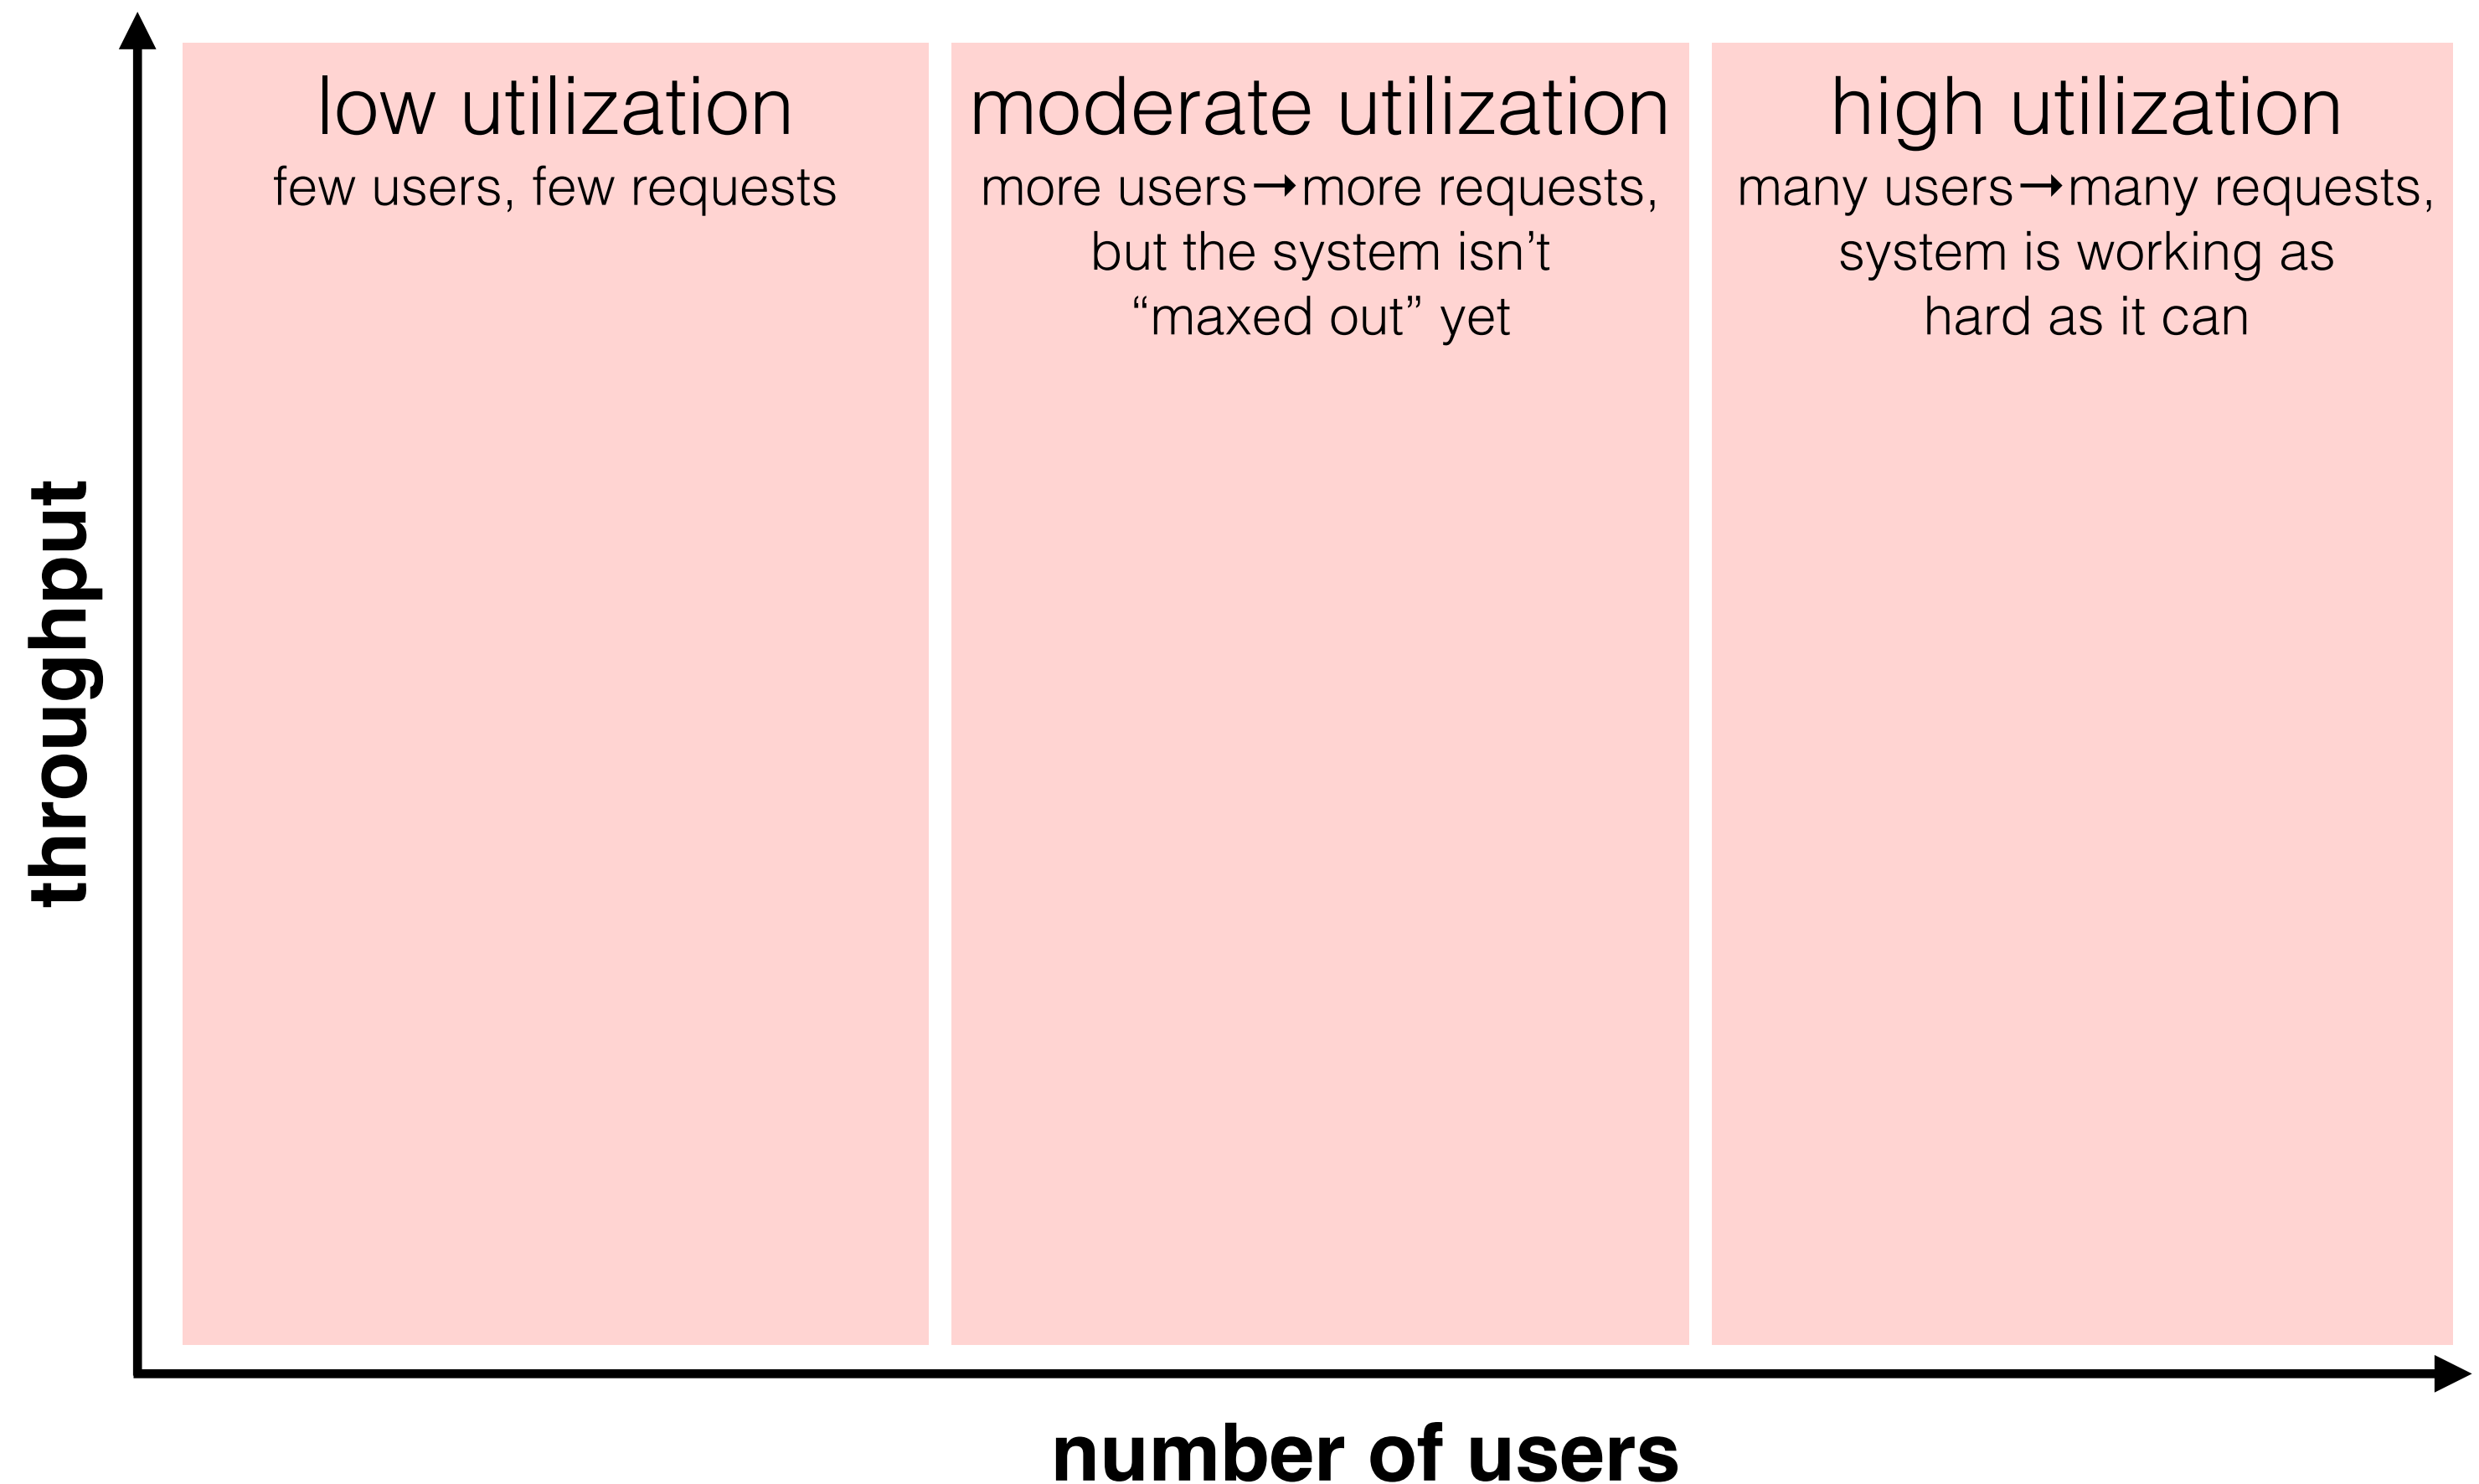 throughput
low utilization
few users, few requests
moderate utilization
more users→more requests,
but the system isn’t
“maxed out” yet
high utilization
many users→many requests,
system is working as
hard as it can
number of users